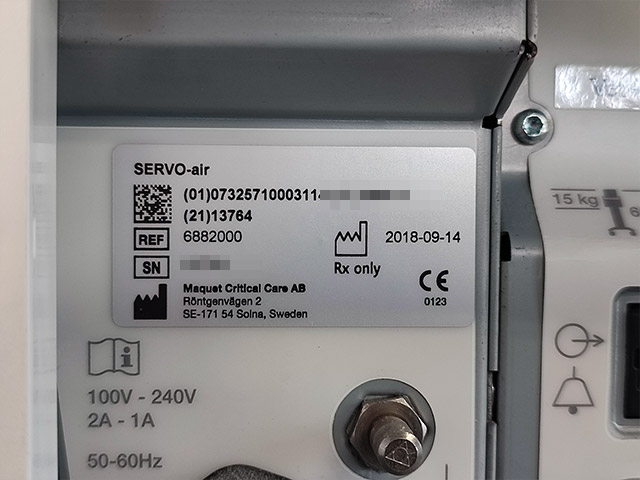 SERVO-air
(01)0732571000311
(21)13764
REF 6882000
2018-09-14
SN
Rx only
Maquet Critical Care AB
Röntgenvägen 2
SE-171 54 Solna, Sweden
CE
0123
100V - 240V
2A - 1A
50-60Hz
15 kg